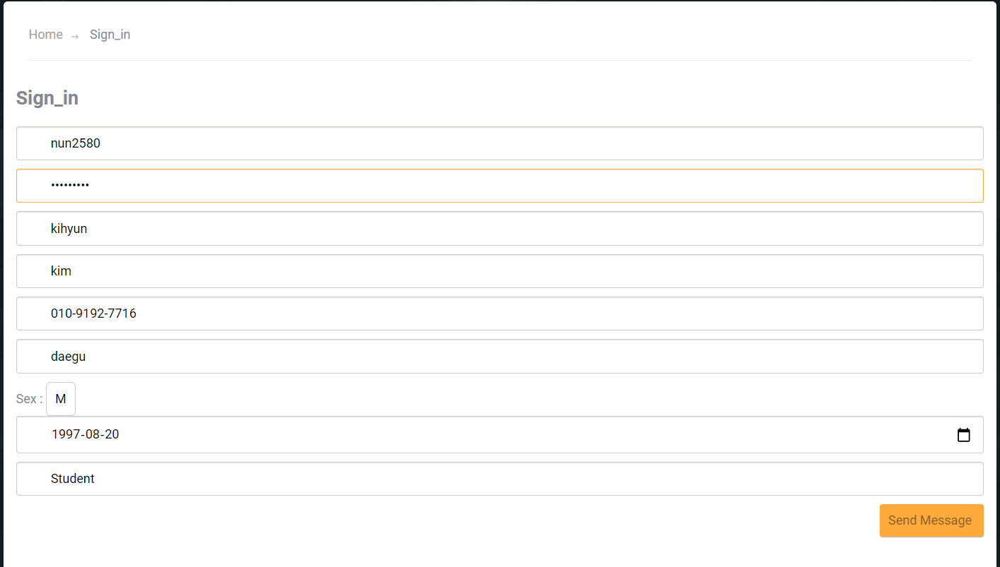 Home → Sign_in
Sign_in
nun2580
•••••••••
kihyun
kim
010-9192-7716
daegu
Sex : M
1997-08-20
Student
Send Message